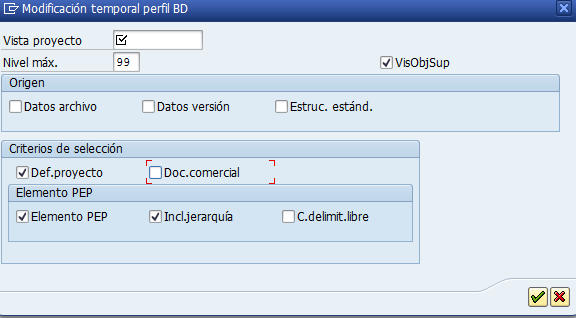 Modificación temporal perfil BD
Vista proyecto
Nivel máx. 99 VisObjSup
Origen
Datos archivo Datos versión Estruc. estánd.
Criterios de selección
Def.proyecto Doc.comercial
Elemento PEP
Elemento PEP Incl.jerarquía C.delimit.libre